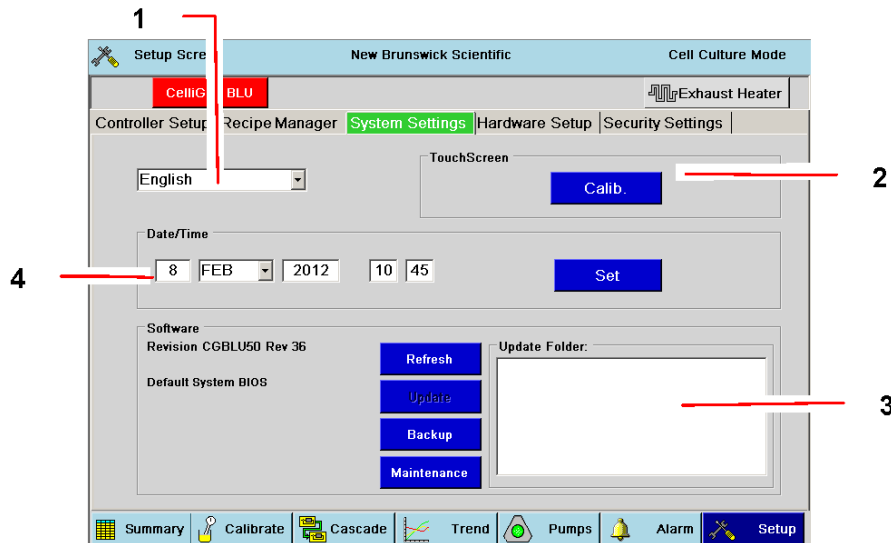 1
Setup Scre New Brunswick Scientific Cell Culture Mode
CelliG BLU Exhaust Heater
Controller Setup Recipe Manager System Settings Hardware Setup Security Settings
TouchScreen
English Calib. 2
Date/Time
4 8 FEB 2012 10 45 Set
Software
Revision CGBLU50 Rev 36 Refresh Update Folder:
Default System BIOS Update
3
Backup
Maintenance
Summary Calibrate Cascade Trend Pumps Alarm Setup